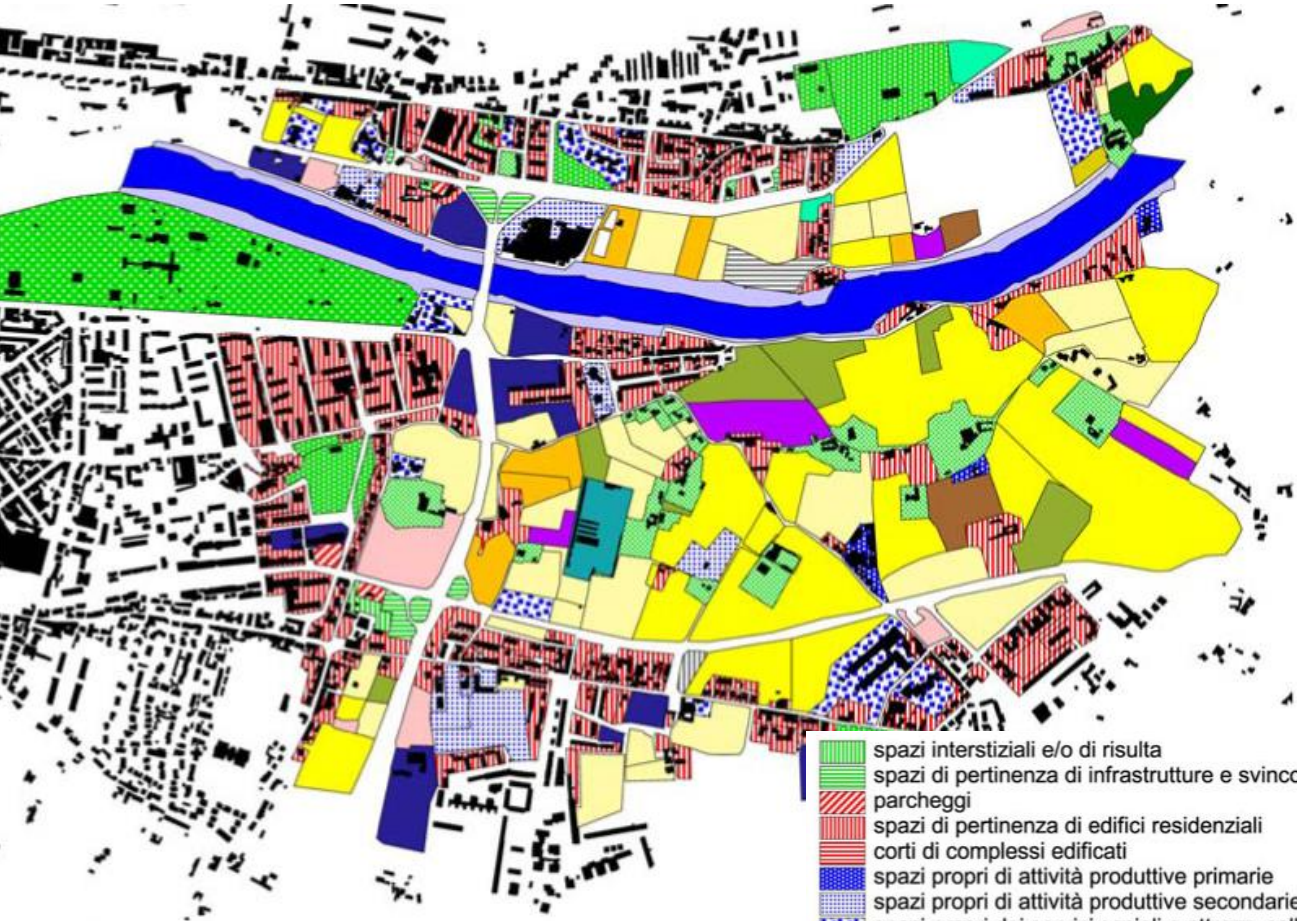 spazi interstiziali e/o di risulta
spazi di pertinenza di infrastrutture e svinco
parcheggi
spazi di pertinenza di edifici residenziali
corti di complessi edificati
spazi propri di attività produttive primarie
spazi propri di attività produttive secondarie